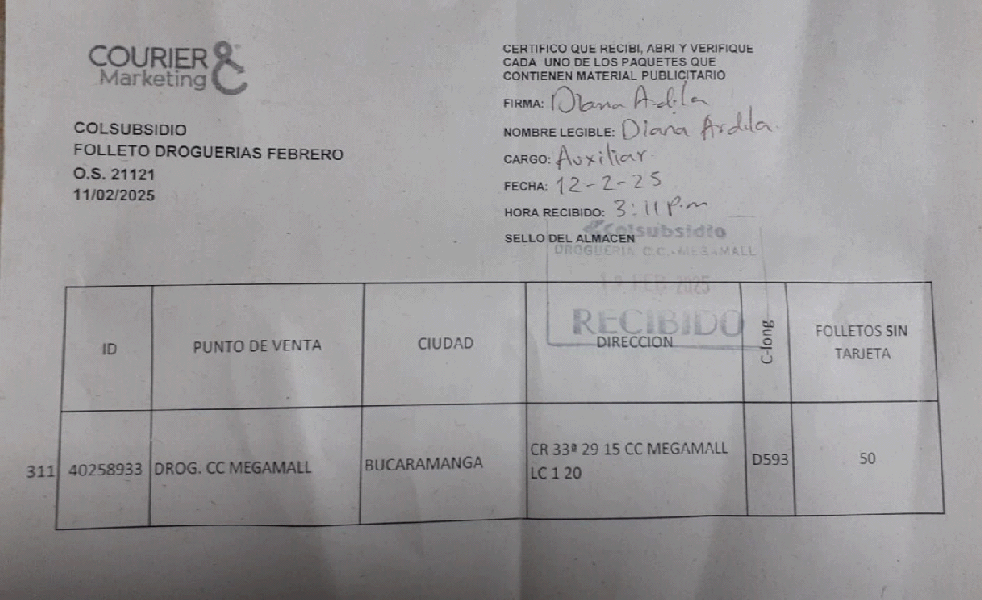 COURIER
Marketing
COLSUBSIDIO
FOLLETO DROGUERIAS FEBRERO
O.S. 21121
11/02/2025
CERTIFICO QUE RECIBI, ABRI Y VERIFIQUE
CADA UNO DE LOS PAQUETES QUE
CONTIENEN MATERIAL PUBLICITARIO
FIRMA: Diana Ardila
NOMBRE LEGIBLE: Diana Ardila.
CARGO: Auxiliar
FECHA: 12-2-25
HORA RECIBIDO: 3:11 P.m
SELLO DEL ALMACEN
Colsubsidio
DROGUERIA C.C. MEGAMALL
FEB 2025
RECIBIDO
ID PUNTO DE VENTA CIUDAD DIRECCION C-long FOLLETOS SIN
TARJETA
311 40258933 DROG. CC MEGAMALL BUCARAMANGA CR 33ª 29 15 CC MEGAMALL D593 50
LC 1 20